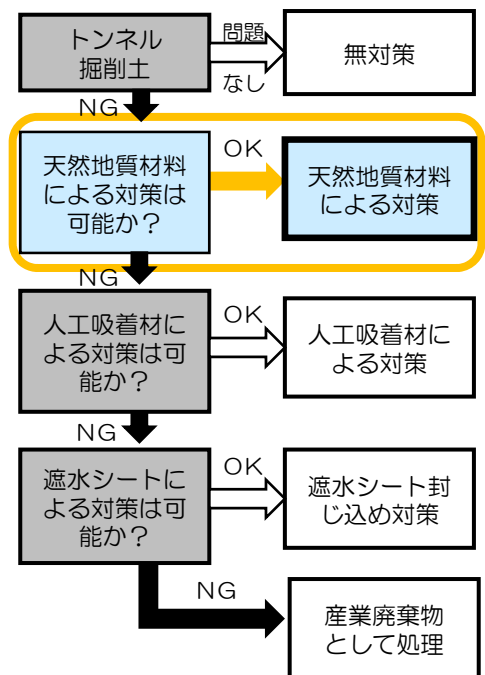 トンネル
掘削土
問題
なし
無対策
NG
天然地質材料
による対策は
可能か？
OK
天然地質材料
による対策
NG
人工吸着材に
よる対策は可
能か？
OK
人工吸着材に
よる対策
NG
遮水シートに
よる対策は可
能か？
OK
遮水シート封
じ込め対策
NG
産業廃棄物
として処理